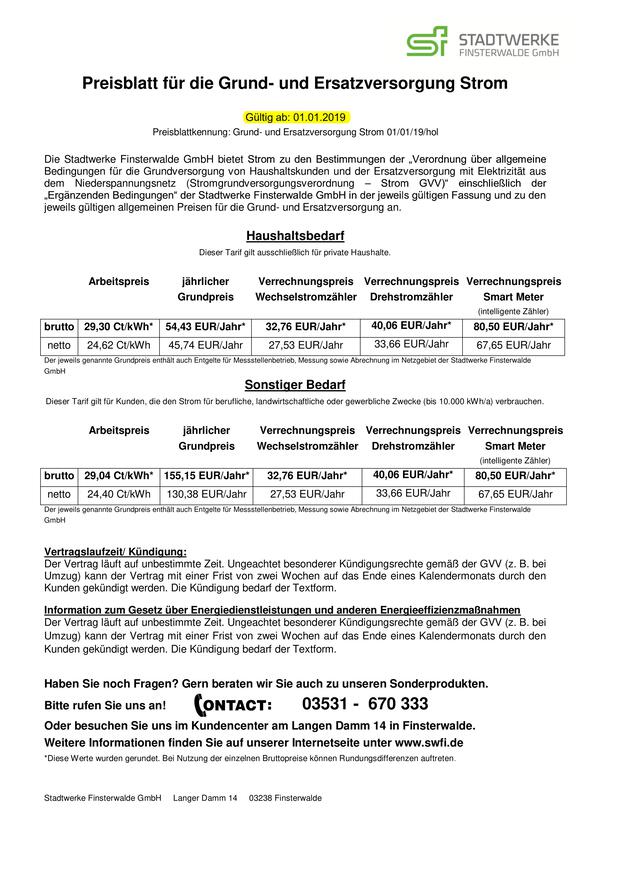 STADTWERKE
FINSTERWALDE GmbH
Preisblatt für die Grund- und Ersatzversorgung Strom
Gültig ab: 01.01.2019
Preisblattkennung: Grund- und Ersatzversorgung Strom 01/01/19/hol
Die Stadtwerke Finsterwalde GmbH bietet Strom zu den Bestimmungen der „Verordnung über allgemeine
Bedingungen für die Grundversorgung von Haushaltskunden und der Ersatzversorgung mit Elektrizität aus
dem Niederspannungsnetz (Stromgrundversorgungsverordnung – Strom GVV)" einschließlich der
„Ergänzenden Bedingungen" der Stadtwerke Finsterwalde GmbH in der jeweils gültigen Fassung und zu den
jeweils gültigen allgemeinen Preisen für die Grund- und Ersatzversorgung an.
Haushaltsbedarf
Dieser Tarif gilt ausschließlich für private Haushalte.
Arbeitspreis jährlicher Verrechnungspreis Verrechnungspreis Verrechnungspreis
Grundpreis Wechselstromzähler Drehstromzähler Smart Meter
(intelligente Zähler)
brutto 29,30 Ct/kWh* 54,43 EUR/Jahr* 32,76 EUR/Jahr* 40,06 EUR/Jahr* 80,50 EUR/Jahr*
netto 24,62 Ct/kWh 45,74 EUR/Jahr 27,53 EUR/Jahr 33,66 EUR/Jahr 67,65 EUR/Jahr
Der jeweils genannte Grundpreis enthält auch Entgelte für Messstellenbetrieb, Messung sowie Abrechnung im Netzgebiet der Stadtwerke Finsterwalde
GmbH
Sonstiger Bedarf
Dieser Tarif gilt für Kunden, die den Strom für berufliche, landwirtschaftliche oder gewerbliche Zwecke (bis 10.000 kWh/a) verbrauchen.
Arbeitspreis jährlicher Verrechnungspreis Verrechnungspreis Verrechnungspreis
Grundpreis Wechselstromzähler Drehstromzähler Smart Meter
(intelligente Zähler)
brutto 29,04 Ct/kWh* 155,15 EUR/Jahr* 32,76 EUR/Jahr* 40,06 EUR/Jahr* 80,50 EUR/Jahr*
netto 24,40 Ct/kWh 130,38 EUR/Jahr 27,53 EUR/Jahr 33,66 EUR/Jahr 67,65 EUR/Jahr
Der jeweils genannte Grundpreis enthält auch Entgelte für Messstellenbetrieb, Messung sowie Abrechnung im Netzgebiet der Stadtwerke Finsterwalde
GmbH
Vertragslaufzeit/ Kündigung:
Der Vertrag läuft auf unbestimmte Zeit. Ungeachtet besonderer Kündigungsrechte gemäß der GVV (z. B. bei
Umzug) kann der Vertrag mit einer Frist von zwei Wochen auf das Ende eines Kalendermonats durch den
Kunden gekündigt werden. Die Kündigung bedarf der Textform.
Information zum Gesetz über Energiedienstleistungen und anderen Energieeffizienzmaßnahmen
Der Vertrag läuft auf unbestimmte Zeit. Ungeachtet besonderer Kündigungsrechte gemäß der GVV (z. B. bei
Umzug) kann der Vertrag mit einer Frist von zwei Wochen auf das Ende eines Kalendermonats durch den
Kunden gekündigt werden. Die Kündigung bedarf der Textform.
Haben Sie noch Fragen? Gern beraten wir Sie auch zu unseren Sonderprodukten.
Bitte rufen Sie uns an! CONTACT: 03531 - 670 333
Oder besuchen Sie uns im Kundencenter am Langen Damm 14 in Finsterwalde.
Weitere Informationen finden Sie auf unserer Internetseite unter www.swfi.de
*Diese Werte wurden gerundet. Bei Nutzung der einzelnen Bruttopreise können Rundungsdifferenzen auftreten.
Stadtwerke Finsterwalde GmbH Langer Damm 14 03238 Finsterwalde